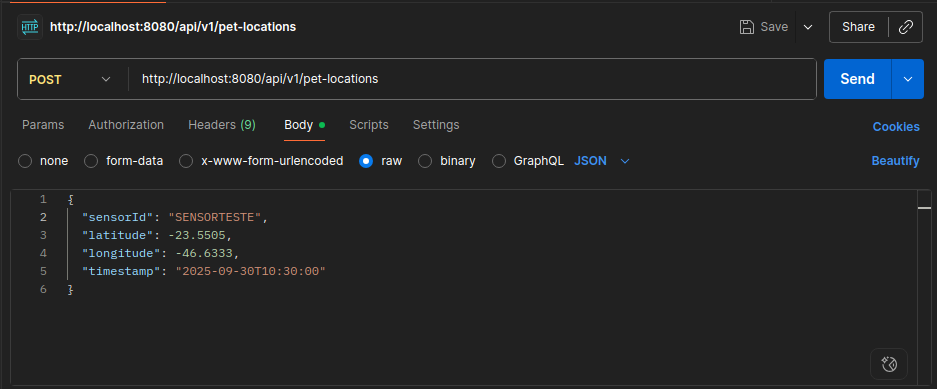 HTTP http://localhost:8080/api/v1/pet-locations Save Share
POST http://localhost:8080/api/v1/pet-locations Send
Params Authorization Headers (9) Body Scripts Settings Cookies
none form-data x-www-form-urlencoded raw binary GraphQL JSON Beautify
1 {
2 "sensorId": "SENSORTESTE",
3 "latitude": -23.5505,
4 "longitude": -46.6333,
5 "timestamp": "2025-09-30T10:30:00"
6 }